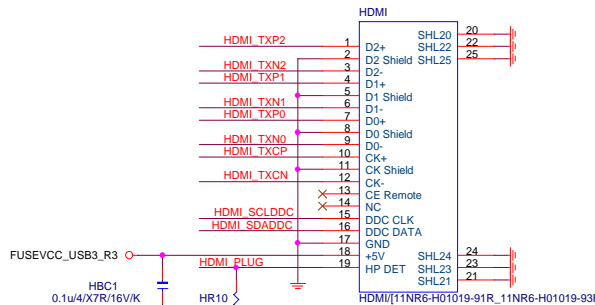 HDMI
HDMI_TXP2 1 D2+ SHL20 20
2 D2 Shield SHL22 22
HDMI_TXN2 3 D2- SHL25 25
HDMI_TXP1 4 D1+
5 D1 Shield
HDMI_TXN1 6 D1-
HDMI_TXP0 7 D0+
8 D0 Shield
HDMI_TXN0 9 D0-
HDMI_TXCP 10 CK+
11 CK Shield
HDMI_TXCN 12 CK-
13 CE Remote
14 NC
HDMI_SCLDDC 15 DDC CLK
HDMI_SDADDC 16 DDC DATA
17 GND
FUSEVCC_USB3_R3 18 +5V SHL24 24
HDMI_PLUG 19 HP DET SHL23 23
SHL21 21
HBC1
0.1u/4/X7R/16V/K
HR10
HDMI/[11NR6-H01019-91R_11NR6-H01019-93